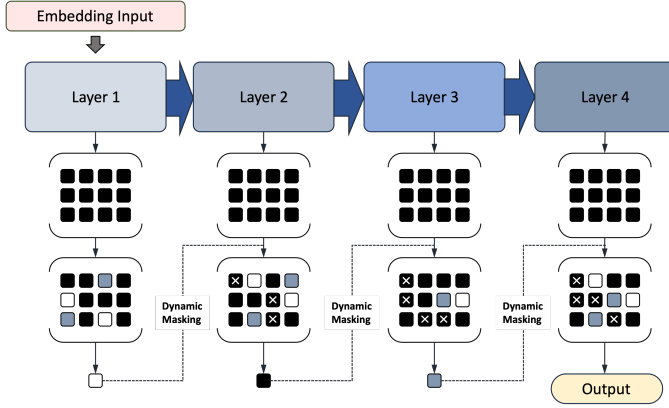 Embedding Input
Layer 1
Layer 2
Layer 3
Layer 4
Dynamic
Masking
Dynamic
Masking
Dynamic
Masking
Output